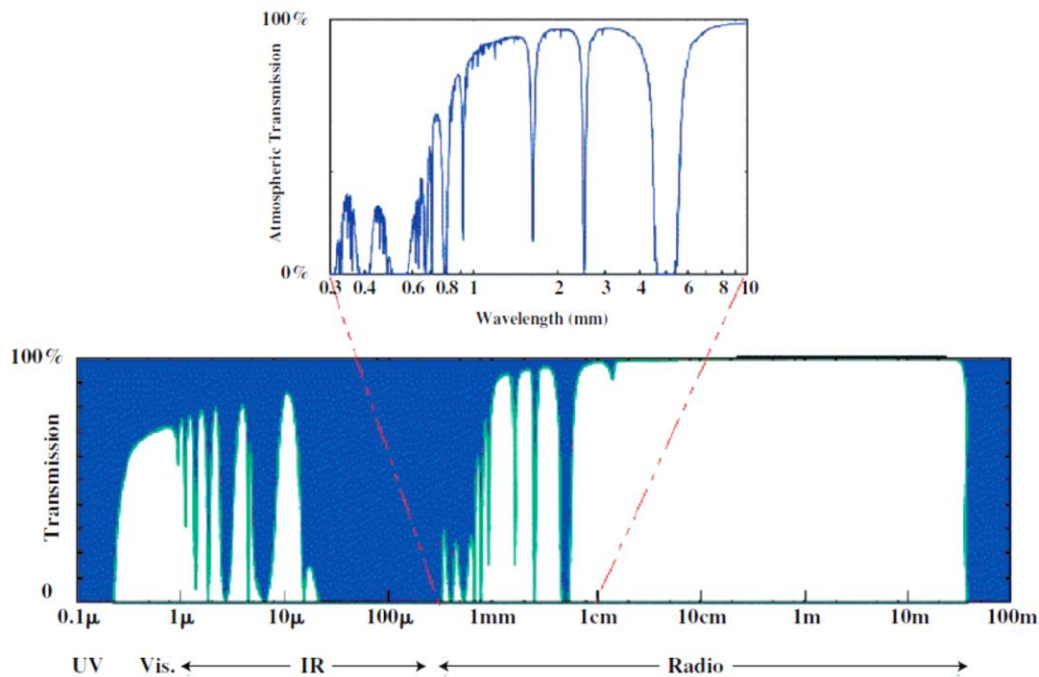 100%
Atmospheric Transmission
0%
0.3 0.4 0.6 0.8 1 2 3 4 6 8 10
Wavelength (mm)
100%
Transmission
0
0.1μ 1μ 10μ 100μ 1mm 1cm 10cm 1m 10m 100m
UV Vis. IR Radio